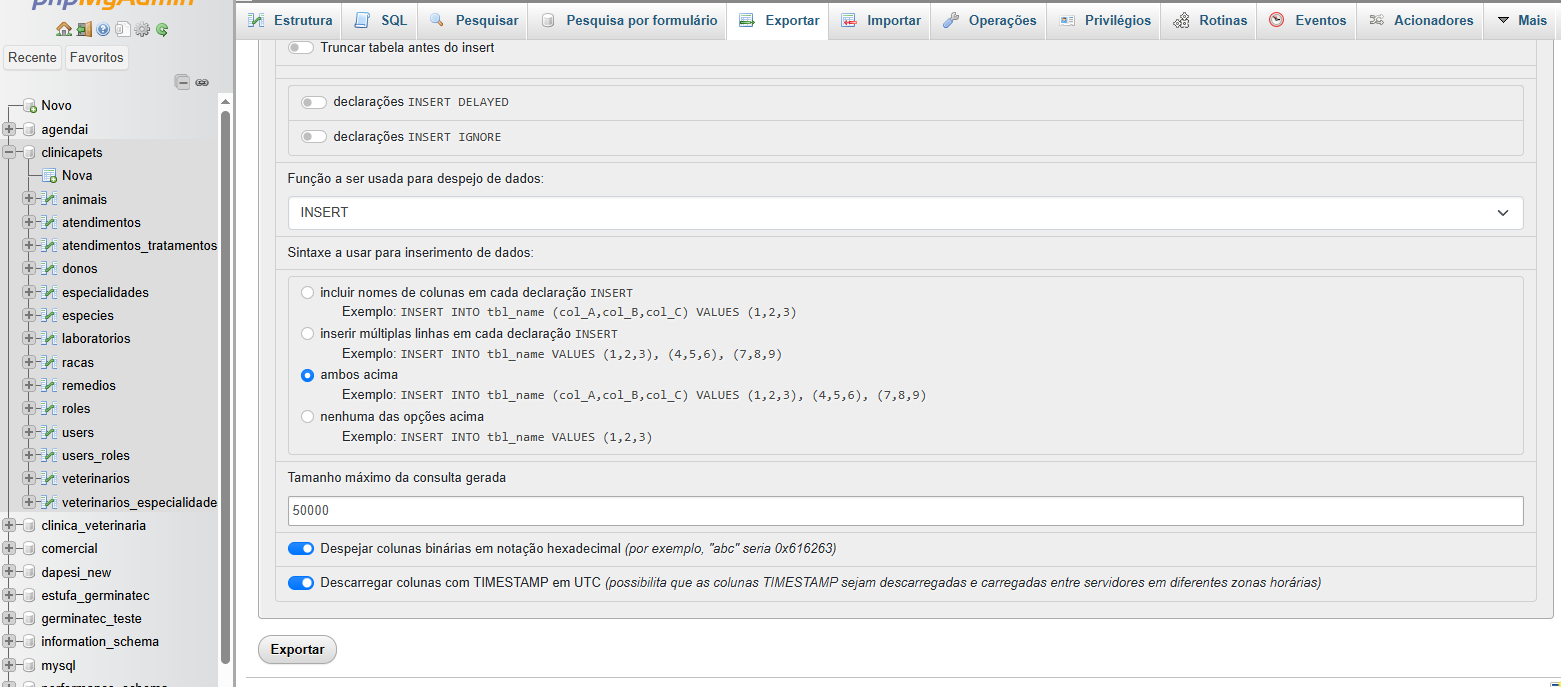 phpMyAdmin
Recente Favoritos
Novo
agendai
clinicapets
Nova
animais
atendimentos
atendimentos_tratamentos
donos
especialidades
especies
laboratorios
racas
remedios
roles
users
users_roles
veterinarios
veterinarios_especialidade
clinica_veterinaria
comercial
dapesi_new
estufa_germinatec
germinatec_teste
information_schema
mysql
performance_schema
Estrutura SQL Pesquisar Pesquisa por formulário Exportar Importar Operações Privilégios Rotinas Eventos Acionadores Mais
Truncar tabela antes do insert
declarações INSERT DELAYED
declarações INSERT IGNORE
Função a ser usada para despejo de dados:
INSERT
Sintaxe a usar para inserimento de dados:
incluir nomes de colunas em cada declaração INSERT
Exemplo: INSERT INTO tbl_name (col_A,col_B,col_C) VALUES (1,2,3)
inserir múltiplas linhas em cada declaração INSERT
Exemplo: INSERT INTO tbl_name VALUES (1,2,3), (4,5,6), (7,8,9)
ambos acima
Exemplo: INSERT INTO tbl_name (col_A,col_B,col_C) VALUES (1,2,3), (4,5,6), (7,8,9)
nenhuma das opções acima
Exemplo: INSERT INTO tbl_name VALUES (1,2,3)
Tamanho máximo da consulta gerada
50000
Despejar colunas binárias em notação hexadecimal (por exemplo, "abc" seria 0x616263)
Descarregar colunas com TIMESTAMP em UTC (possibilita que as colunas TIMESTAMP sejam descarregadas e carregadas entre servidores em diferentes zonas horárias)
Exportar